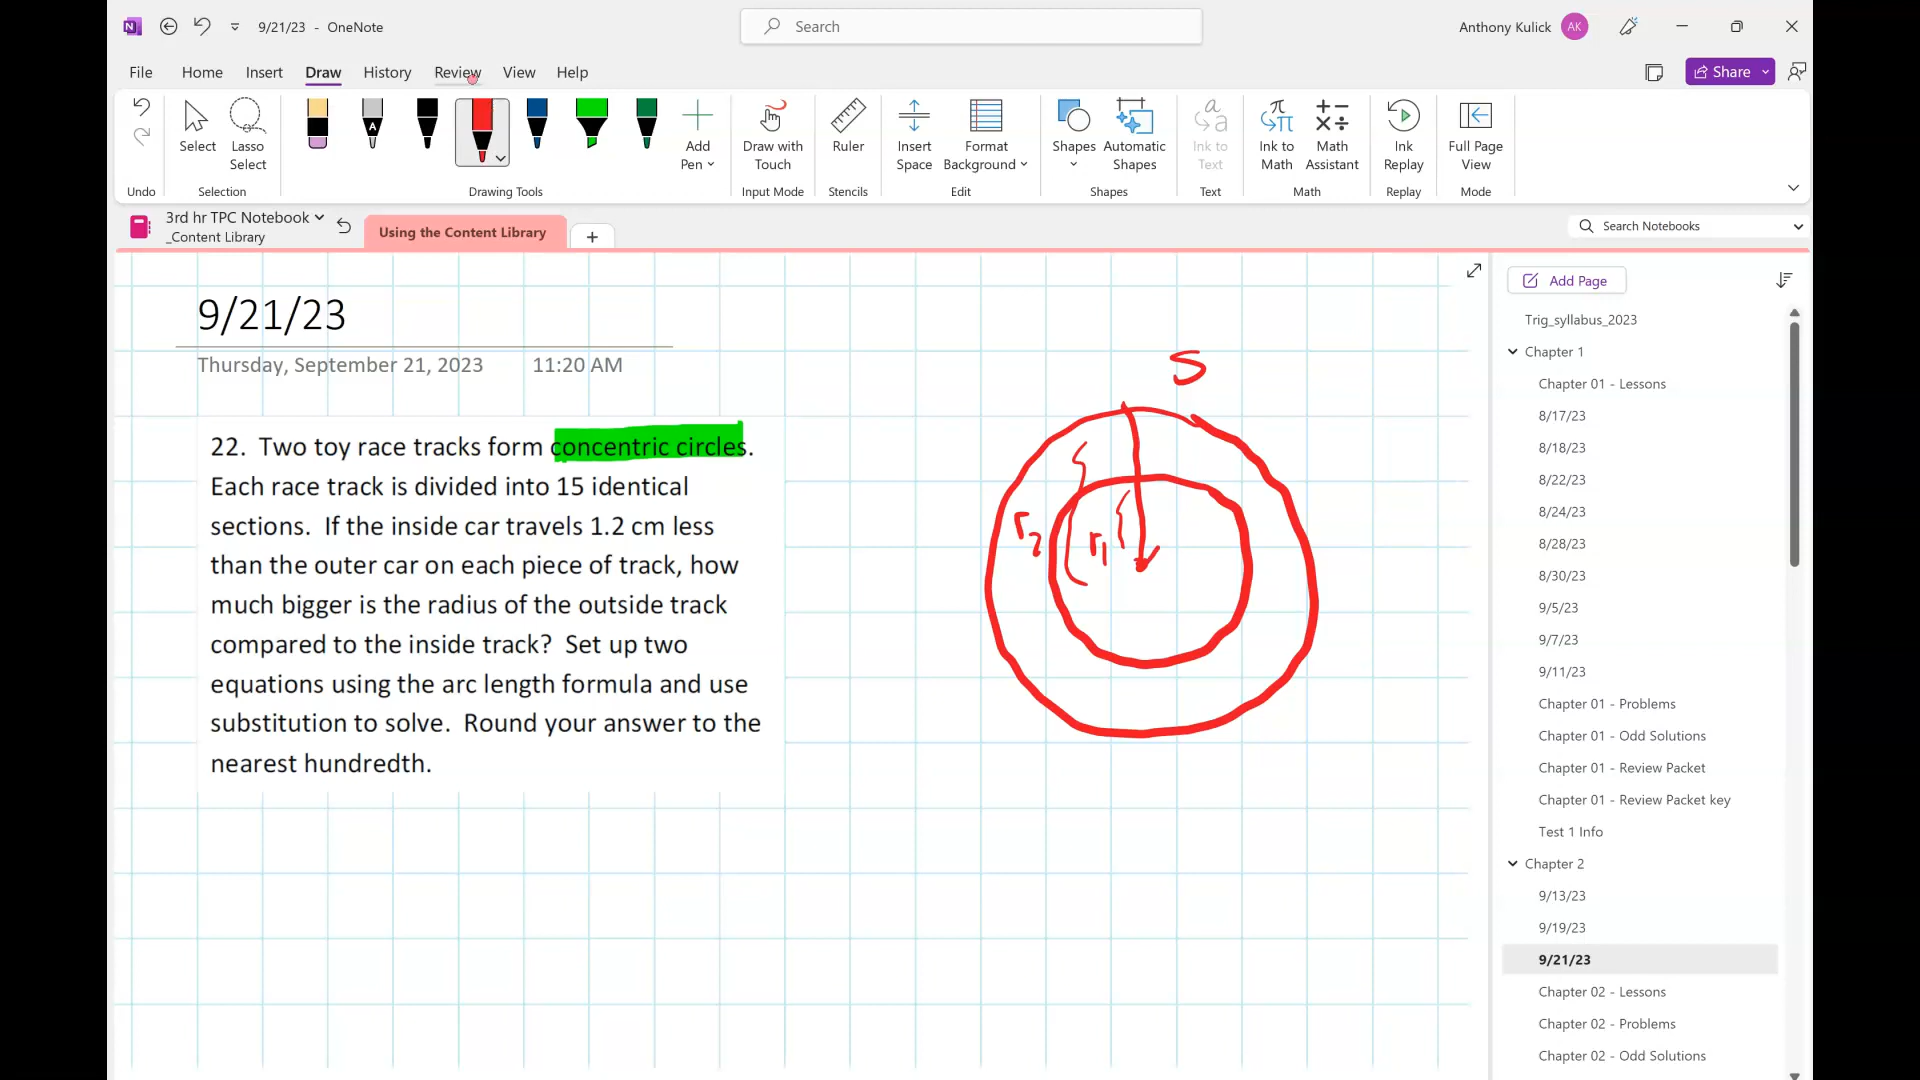 9/21/23 - OneNote
Search
Anthony Kulick
AK
File
Home
Insert
Draw
History
Review
View
Help
Share
Undo
Select
Lasso
Select
Selection
A
Drawing Tools
Add
Pen
Draw with
Touch
Input Mode
Ruler
Stencils
Insert
Space
Format
Background
Edit
Shapes
Automatic
Shapes
Shapes
Ink to
Text
Text
Ink to
Math
Math
Assistant
Math
Ink
Replay
Replay
Full Page
View
Mode
3rd hr TPC Notebook
_Content Library
Using the Content Library
Search Notebooks
9/21/23
Thursday, September 21, 2023
11:20 AM
22. Two toy race tracks form concentric circles.
Each race track is divided into 15 identical
sections. If the inside car travels 1.2 cm less
than the outer car on each piece of track, how
much bigger is the radius of the outside track
compared to the inside track? Set up two
equations using the arc length formula and use
substitution to solve. Round your answer to the
nearest hundredth.
S
r2
r1
Add Page
Trig_syllabus_2023
Chapter 1
Chapter 01 - Lessons
8/17/23
8/18/23
8/22/23
8/24/23
8/28/23
8/30/23
9/5/23
9/7/23
9/11/23
Chapter 01 - Problems
Chapter 01 - Odd Solutions
Chapter 01 - Review Packet
Chapter 01 - Review Packet key
Test 1 Info
Chapter 2
9/13/23
9/19/23
9/21/23
Chapter 02 - Lessons
Chapter 02 - Problems
Chapter 02 - Odd Solutions